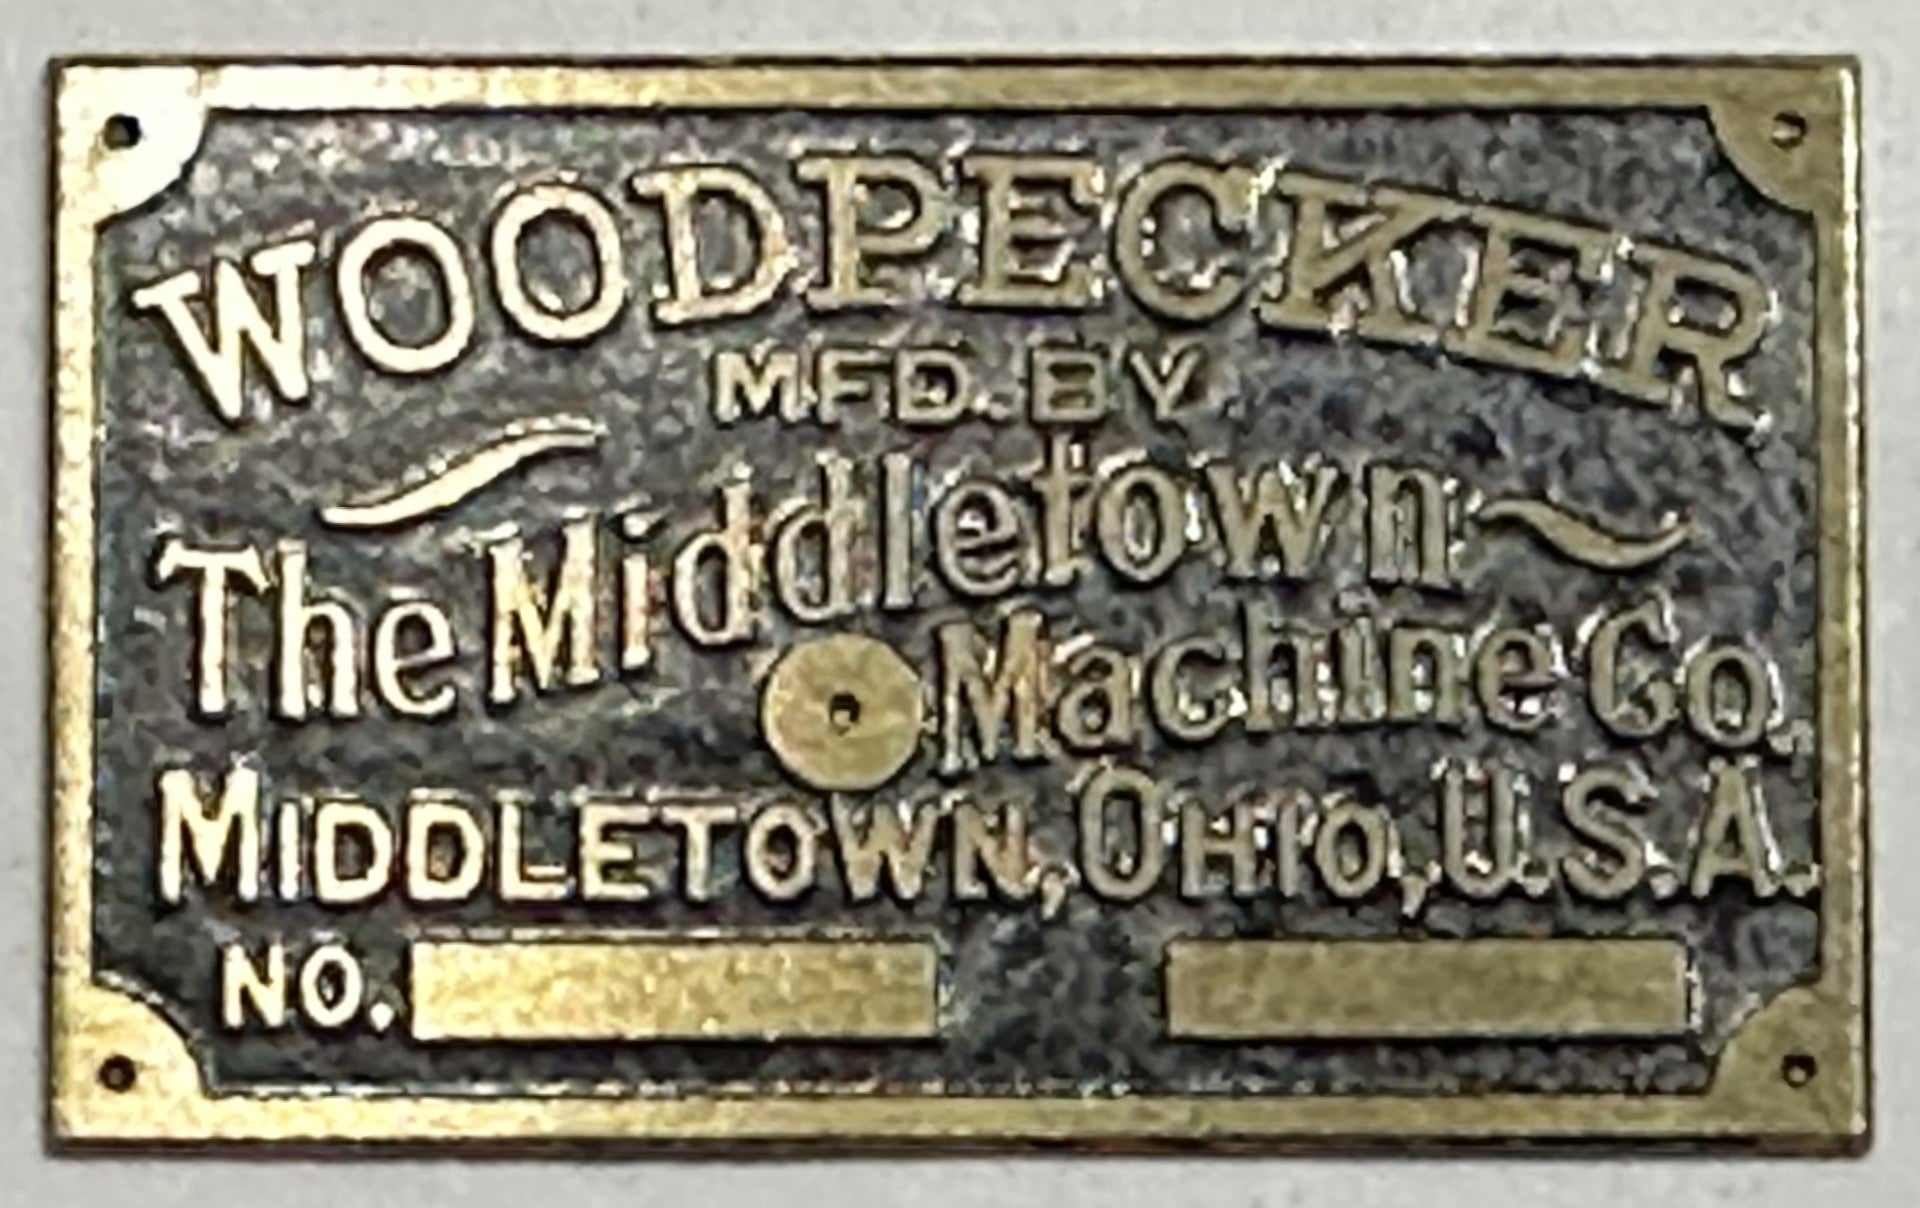 WOODPECKER
MFD. BY
The Middletown
Machine Co.
MIDDLETOWN, OHIO, U.S.A.
NO.